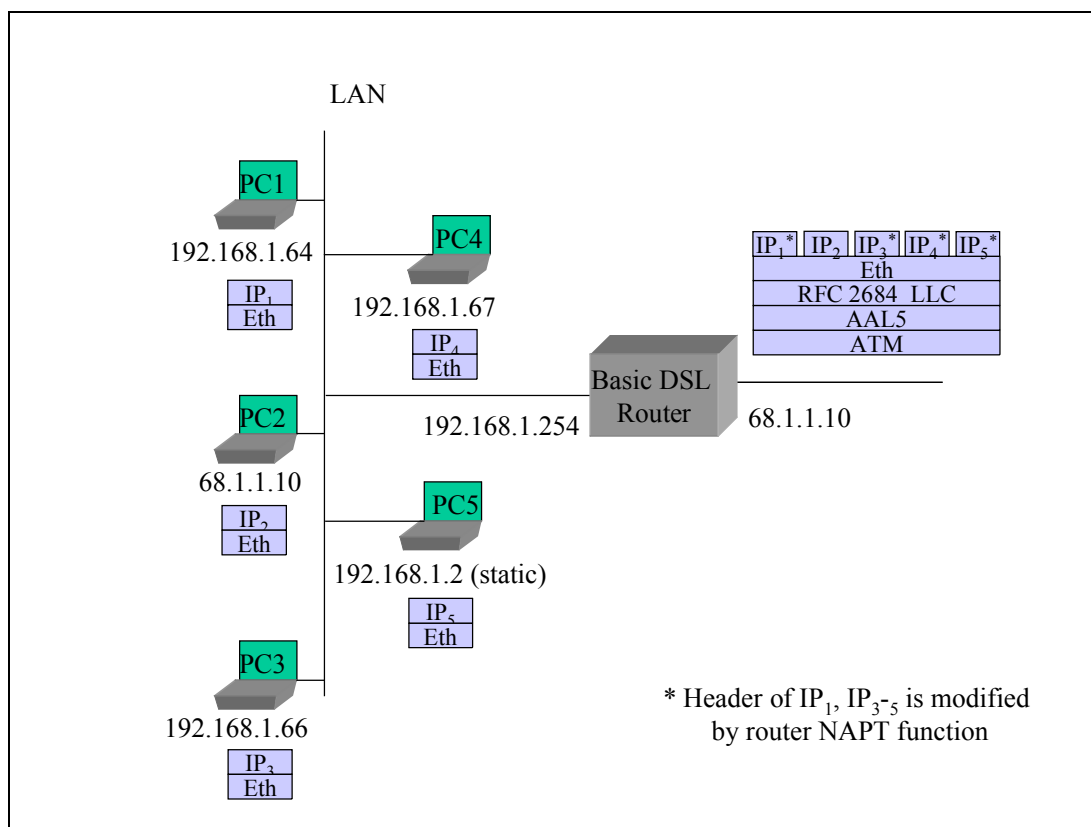 LAN
PC1
192.168.1.64
IP₁
Eth
PC4
192.168.1.67
IP₄
Eth
IP₁* IP₂ IP₃* IP₄* IP₅*
Eth
RFC 2684 LLC
AAL5
ATM
Basic DSL
Router
192.168.1.254
68.1.1.10
PC2
68.1.1.10
IP₂
Eth
PC5
192.168.1.2 (static)
IP₅
Eth
PC3
192.168.1.66
IP₃
Eth
* Header of IP₁, IP₃-₅ is modified
by router NAPT function